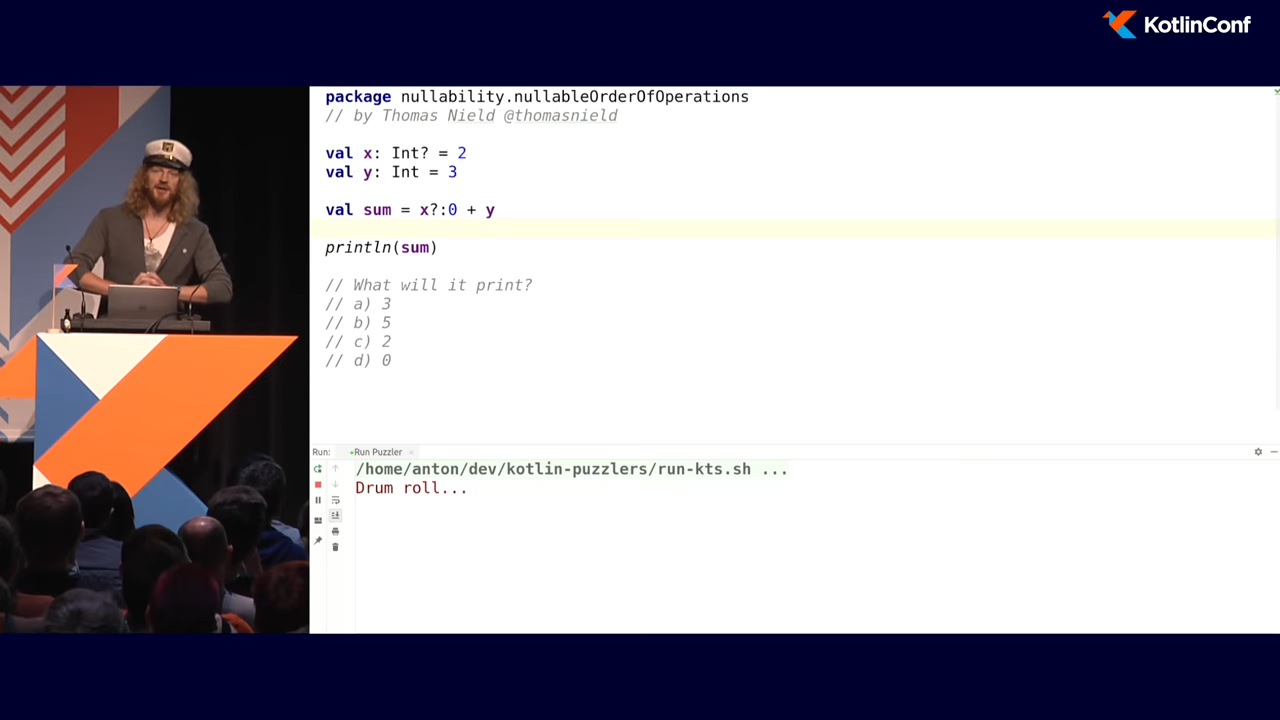 KotlinConf
package nullability.nullableOrderOfOperations
// by Thomas Nield @thomasnield
val x: Int? = 2
val y: Int = 3
val sum = x?:0 + y
println(sum)
// What will it print?
// a) 3
// b) 5
// c) 2
// d) 0
Run:
Run Puzzler
/home/anton/dev/kotlin-puzzlers/run-kts.sh ...
Drum roll...